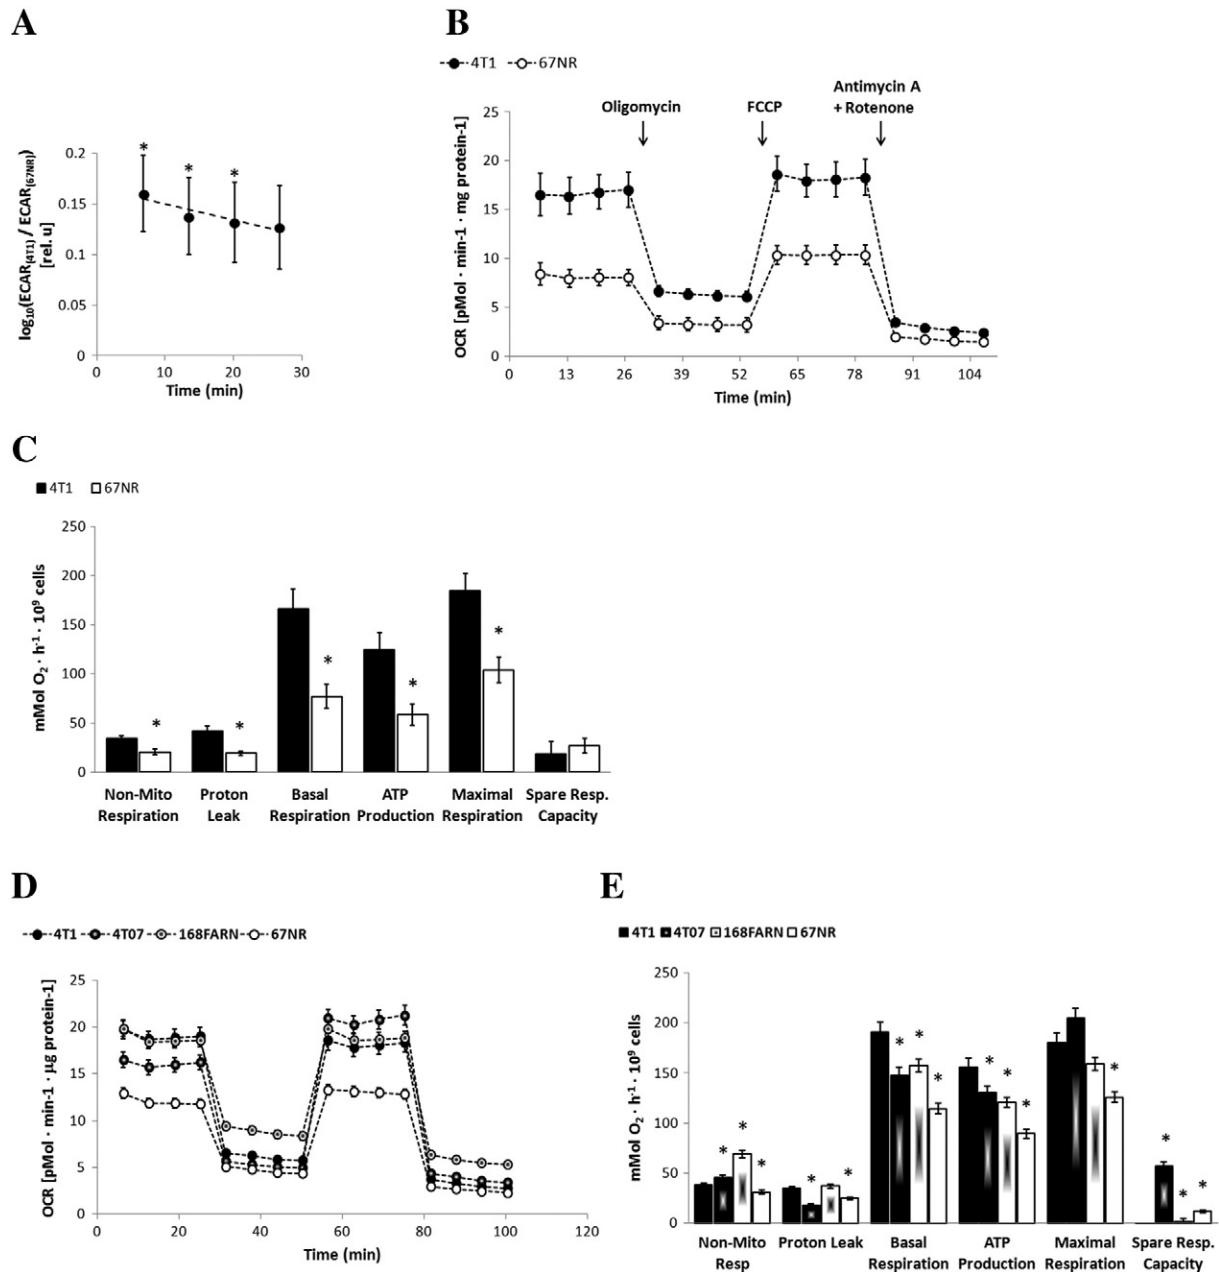 A
log10(ECAR(4T1) / ECAR(67NR))
[rel. u]
0.2
0.15
0.1
0.05
0
* * *
0 10 20 30
Time (min)
B
4T1 67NR
Oligomycin FCCP Antimycin A
+ Rotenone
OCR [pMol · min-1 · mg protein-1]
25
20
15
10
5
0
0 13 26 39 52 65 78 91 104
Time (min)
C
4T1 67NR
mMol O₂ · h⁻¹ · 10⁹ cells
250
200
150
100
50
0
* * * * *
Non-Mito Proton Basal ATP Maximal Spare Resp.
Respiration Leak Respiration Production Respiration Capacity
D
4T1 4T07 168FARN 67NR
OCR [pMol · min-1 · µg protein-1]
25
20
15
10
5
0
0 20 40 60 80 100 120
Time (min)
E
4T1 4T07 168FARN 67NR
mMol O₂ · h⁻¹ · 10⁹ cells
250
200
150
100
50
0
* * * * * * * * * * * * * * *
Non-Mito Proton Leak Basal ATP Maximal Spare Resp.
Resp Respiration Production Respiration Capacity